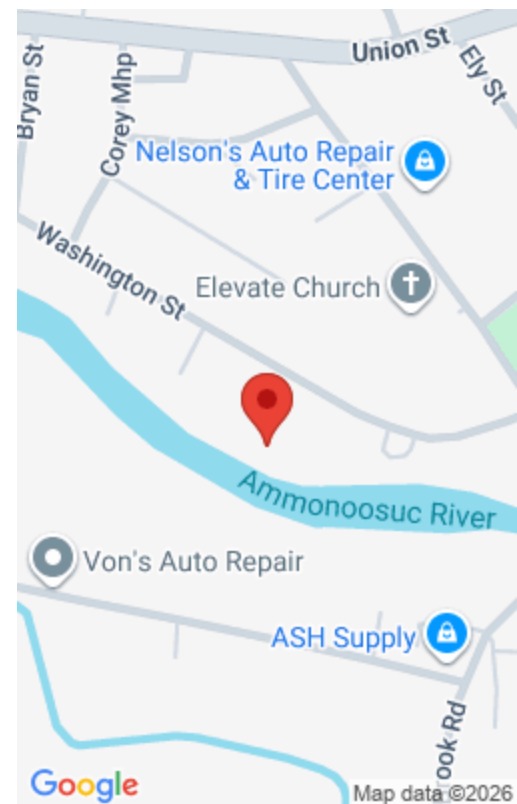 Union St
Ely St
Bryan St
Corey Mhp
Nelson's Auto Repair
& Tire Center
Washington St
Elevate Church
Ammonoosuc River
Von's Auto Repair
ASH Supply
rook Rd
Google
Map data ©2026